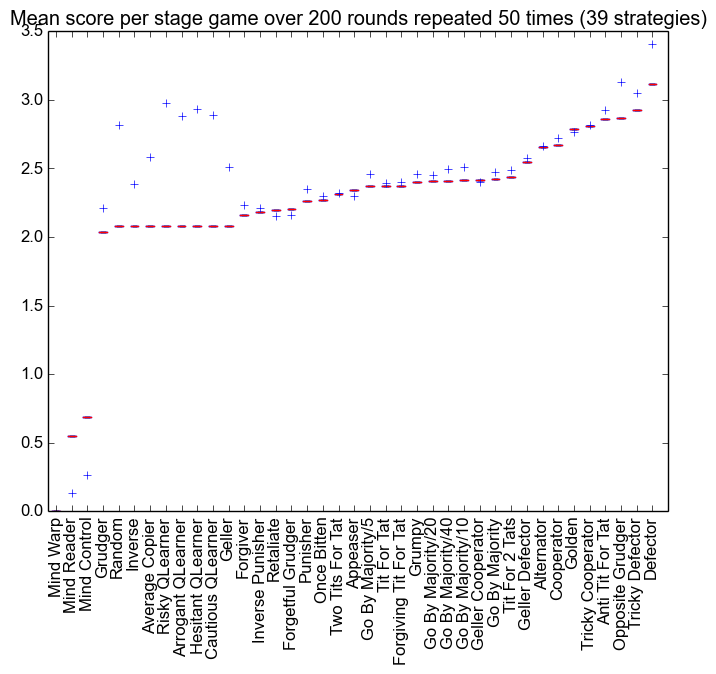 Mean score per stage game over 200 rounds repeated 50 times (39 strategies)
3.5
3.0
2.5
2.0
1.5
1.0
0.5
0.0
Mind Warp
Mind Reader
Mind Control
Grudger
Random
Inverse
Average Copier
Risky QLearner
Arrogant QLearner
Hesitant QLearner
Cautious QLearner
Geller
Forgiver
Inverse Punisher
Retaliate
Forgetful Grudger
Punisher
Once Bitten
Two Tits For Tat
Appeaser
Go By Majority/5
Tit For Tat
Forgiving Tit For Tat
Grumpy
Go By Majority/20
Go By Majority/40
Go By Majority/10
Geller Cooperator
Go By Majority
Tit For 2 Tats
Geller Defector
Alternator
Cooperator
Golden
Tricky Cooperator
Anti Tit For Tat
Opposite Grudger
Tricky Defector
Defector